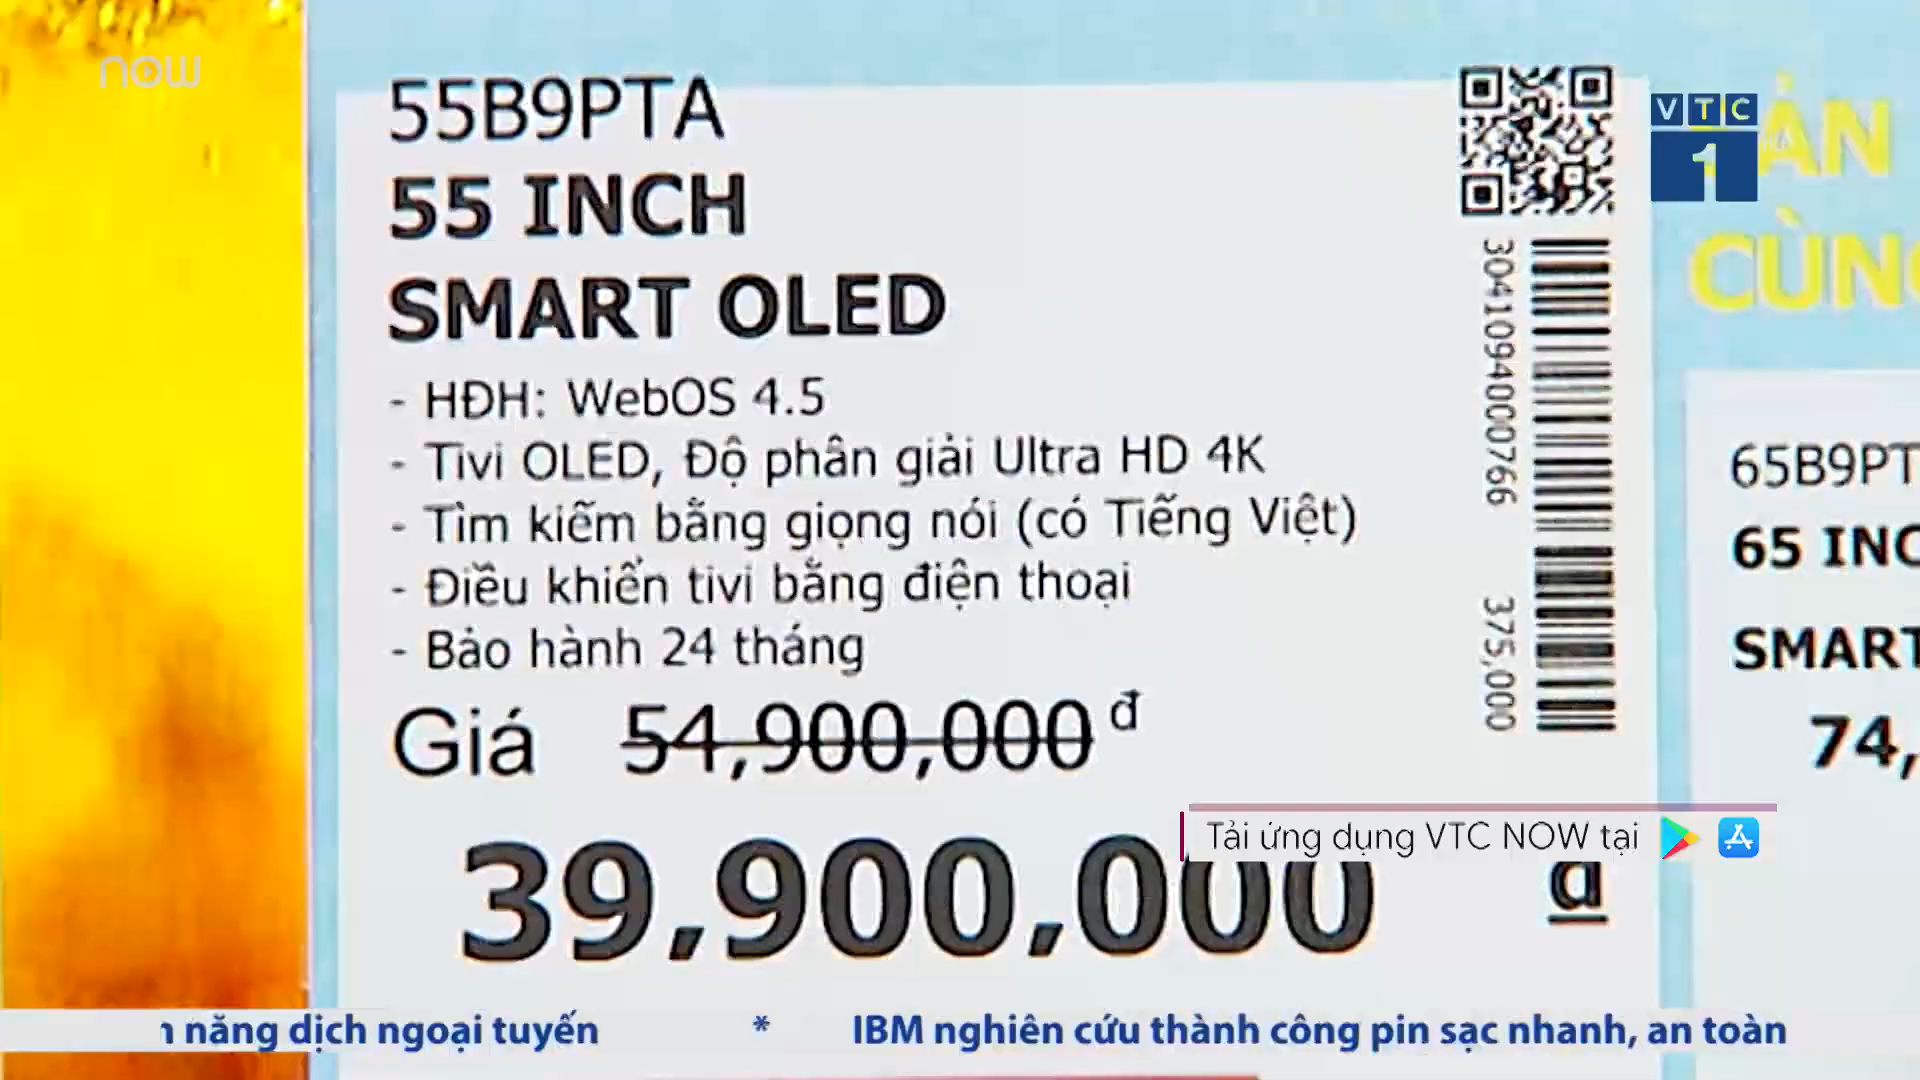 now
55B9PTA
55 INCH
SMART OLED
- HĐH: WebOS 4.5
- Tivi OLED, Độ phân giải Ultra HD 4K
- Tìm kiếm bằng giọng nói (có Tiếng Việt)
- Điều khiển tivi bằng điện thoại
- Bảo hành 24 tháng
Giá 54,900,000 đ
39,900,000 đ
3041094000766
375,000
VTC
1
CÙNG
65B9PT
65 INC
SMART
74,
Tải ứng dụng VTC NOW tại
năng dịch ngoại tuyến * IBM nghiên cứu thành công pin sạc nhanh, an toàn